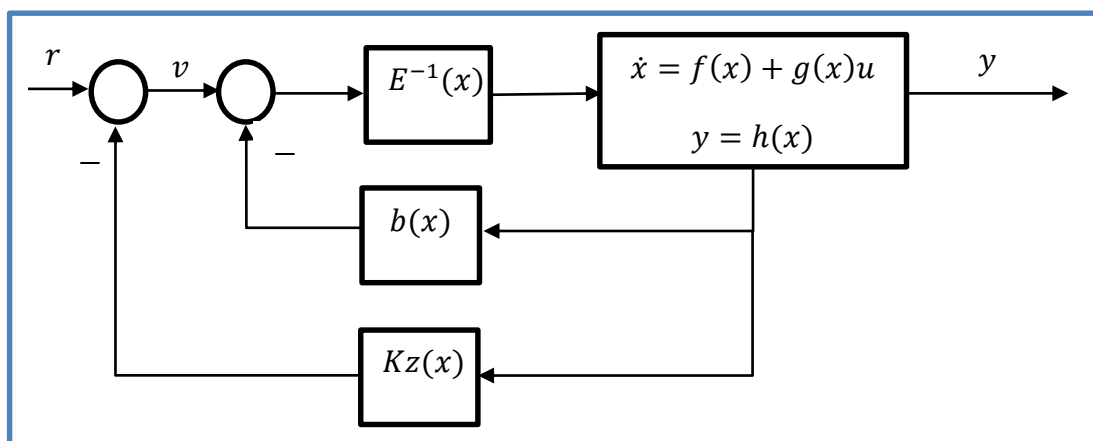 r
v
E⁻¹(x)
ẋ = f(x) + g(x)u
y = h(x)
y
−
−
b(x)
Kz(x)